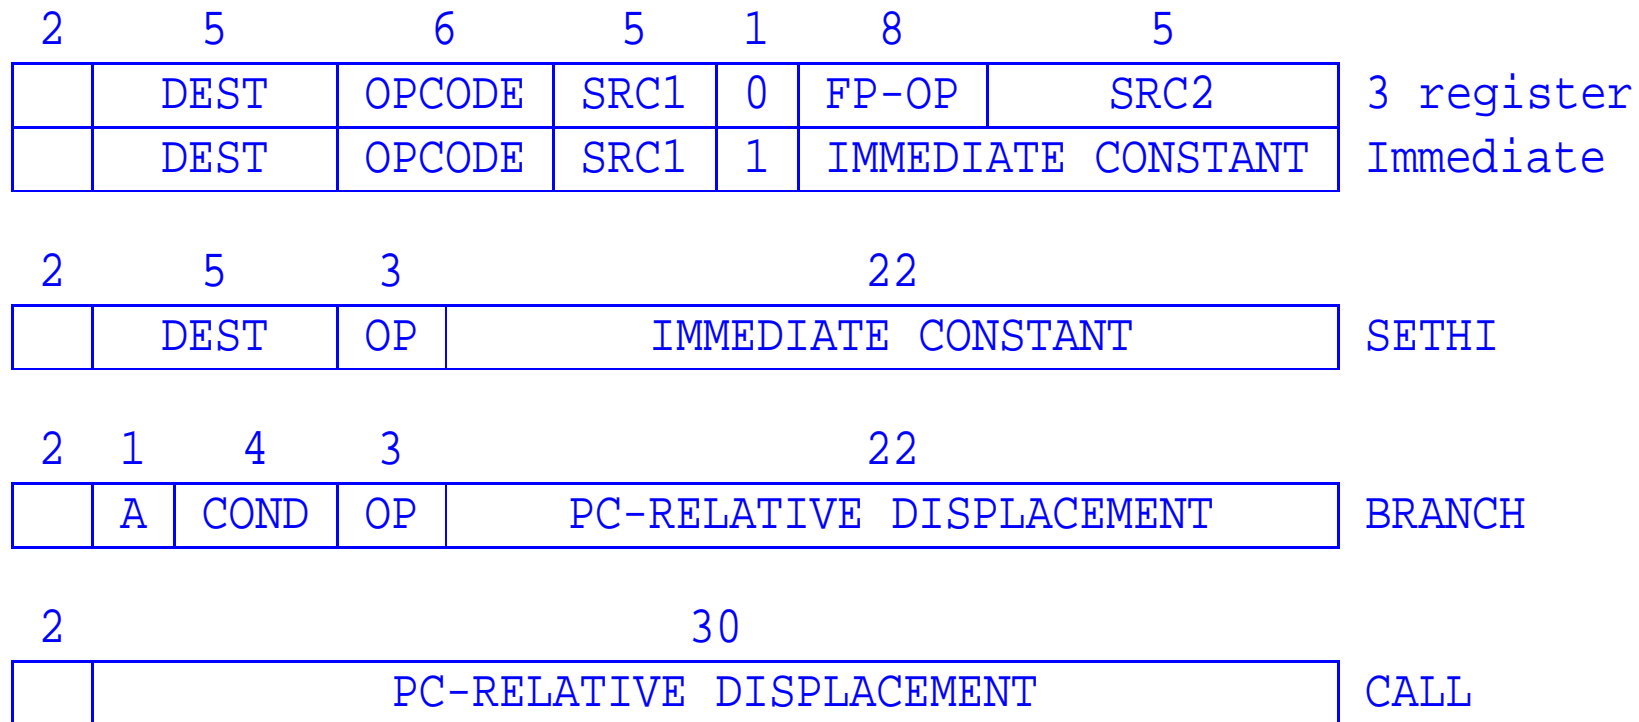 2 5 6 5 1 8 5
DEST OPCODE SRC1 0 FP-OP SRC2 3 register
DEST OPCODE SRC1 1 IMMEDIATE CONSTANT Immediate
2 5 3 22
DEST OP IMMEDIATE CONSTANT SETHI
2 1 4 3 22
A COND OP PC-RELATIVE DISPLACEMENT BRANCH
2 30
PC-RELATIVE DISPLACEMENT CALL